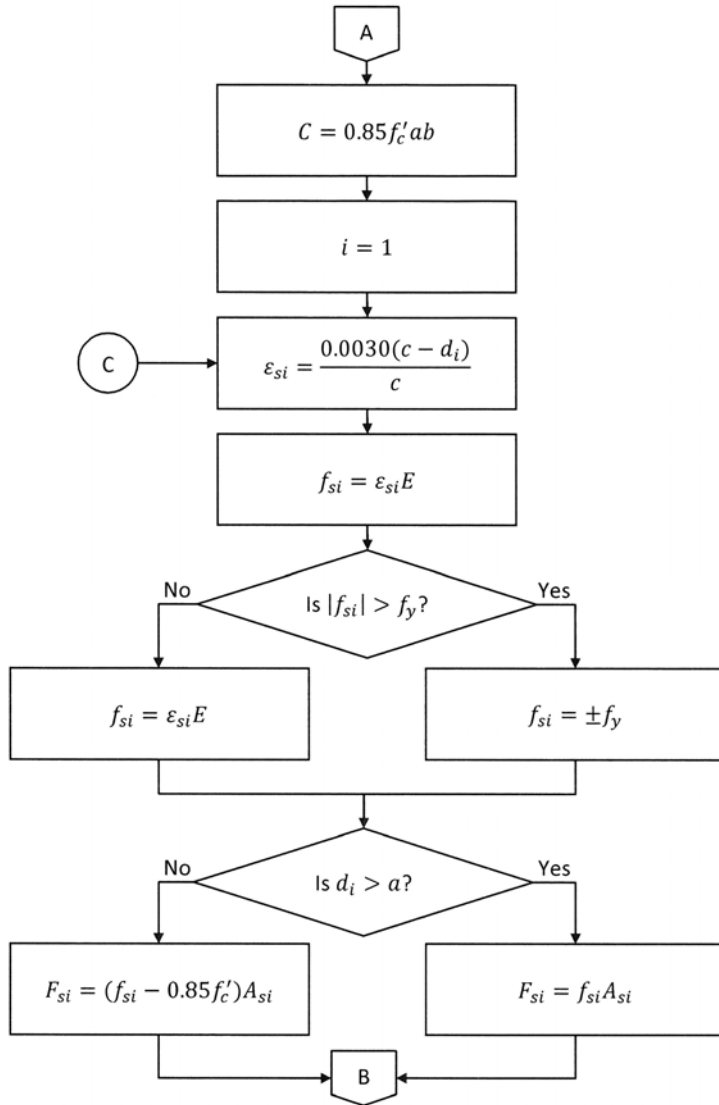 A
C = 0.85f'_c ab
i = 1
C
ε_si = 0.0030(c − d_i) / c
f_si = ε_si E
No
Is |f_si| > f_y?
Yes
f_si = ε_si E
f_si = ±f_y
No
Is d_i > a?
Yes
F_si = (f_si − 0.85f'_c)A_si
F_si = f_si A_si
B